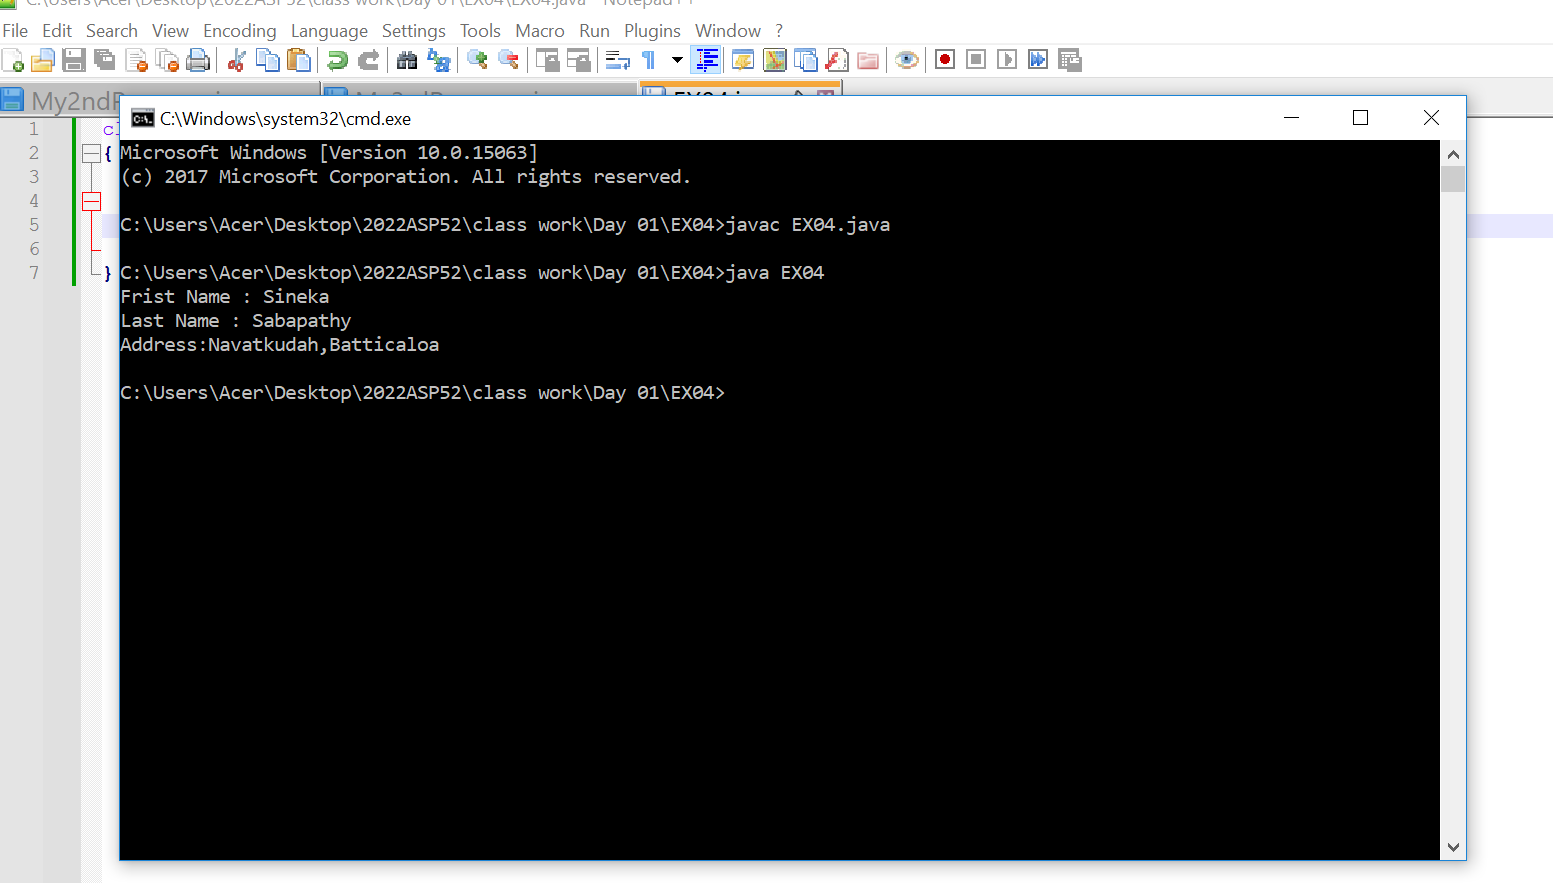 C:\Users\Acer\Desktop\2022ASP52\class work\Day 01\EX04\EX04.java - Notepad++
File Edit Search View Encoding Language Settings Tools Macro Run Plugins Window ?
1
2 {
3
4
5
6
7 }
C:\Windows\system32\cmd.exe
Microsoft Windows [Version 10.0.15063]
(c) 2017 Microsoft Corporation. All rights reserved.
C:\Users\Acer\Desktop\2022ASP52\class work\Day 01\EX04>javac EX04.java
C:\Users\Acer\Desktop\2022ASP52\class work\Day 01\EX04>java EX04
Frist Name : Sineka
Last Name : Sabapathy
Address:Navatkudah,Batticaloa
C:\Users\Acer\Desktop\2022ASP52\class work\Day 01\EX04>